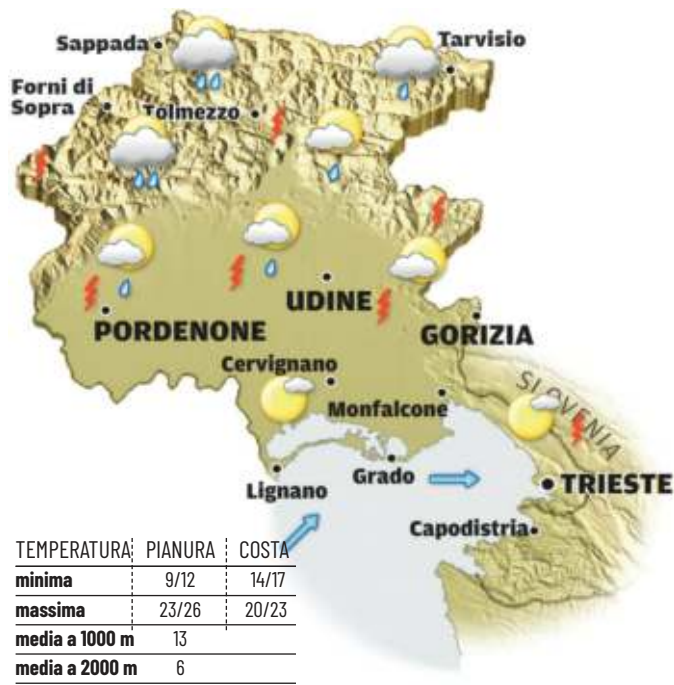 Sappada
Tarvisio
Forni di
Sopra
Tolmezzo
UDINE
PORDENONE
GORIZIA
Cervignano
Monfalcone
SLOVENIA
Lignano
Grado
TRIESTE
Capodistria
TEMPERATURA PIANURA COSTA
minima 9/12 14/17
massima 23/26 20/23
media a 1000 m 13
media a 2000 m 6